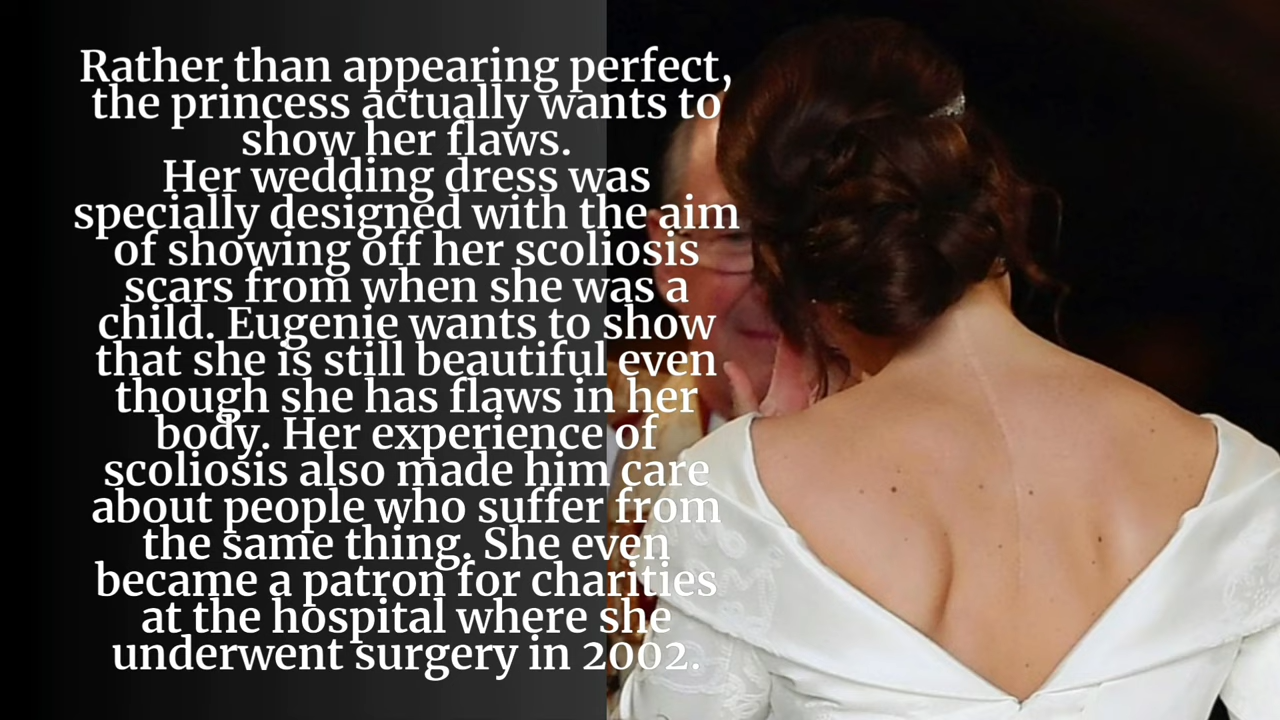 Rather than appearing perfect,
the princess actually wants to
show her flaws.
Her wedding dress was
specially designed with the aim
of showing off her scoliosis
scars from when she was a
child. Eugenie wants to show
that she is still beautiful even
though she has flaws in her
body. Her experience of
scoliosis also made him care
about people who suffer from
the same thing. She even
became a patron for charities
at the hospital where she
underwent surgery in 2002.